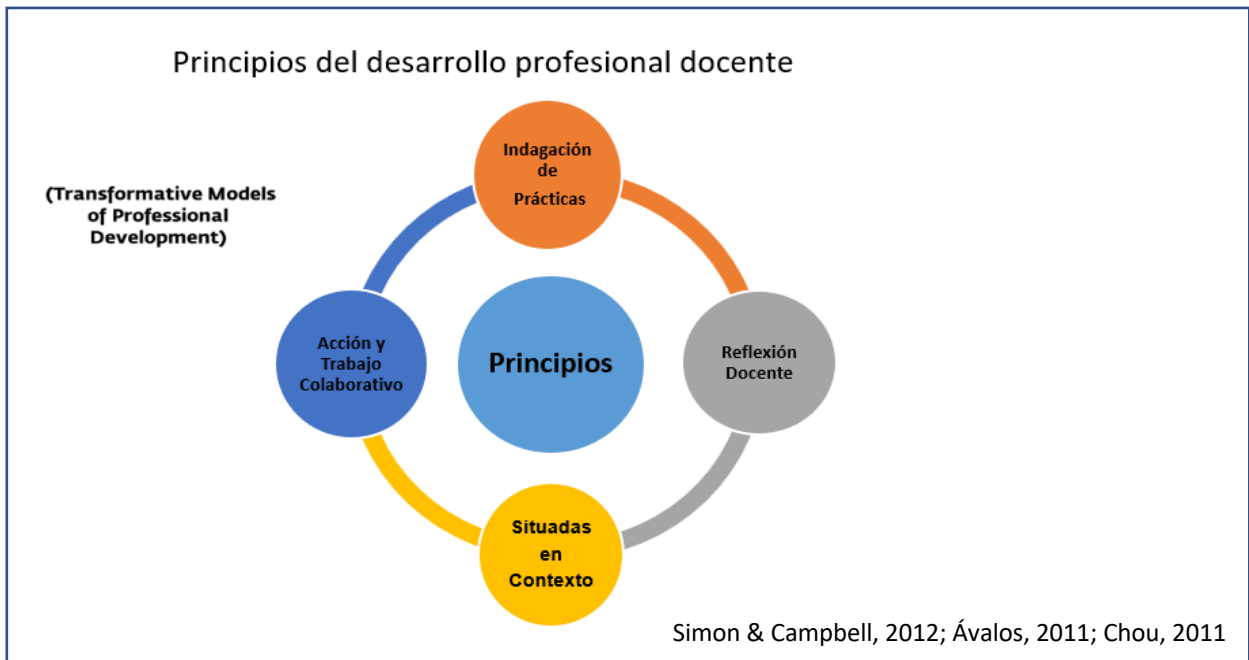 Principios del desarrollo profesional docente
(Transformative Models
of Professional
Development)
Indagación
de
Prácticas
Acción y
Trabajo
Colaborativo
Principios
Reflexión
Docente
Situadas
en
Contexto
Simon & Campbell, 2012; Ávalos, 2011; Chou, 2011